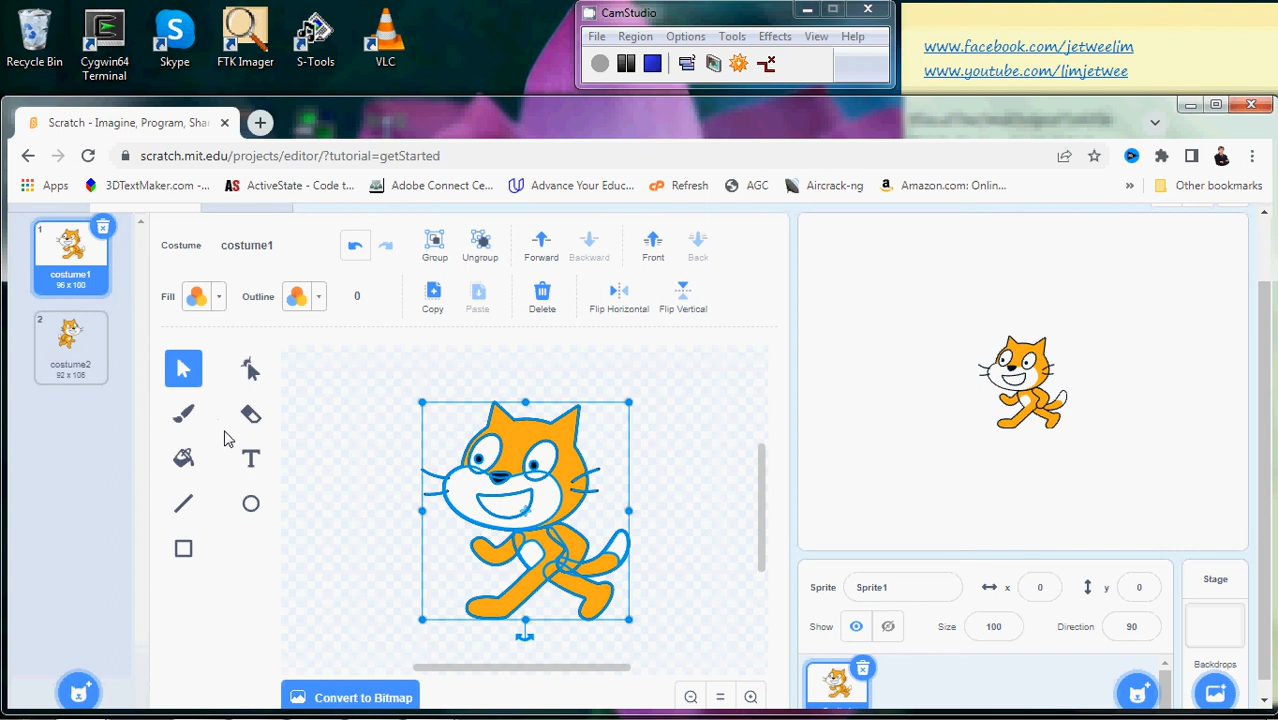 CamStudio
File Region Options Tools Effects View Help
www.facebook.com/jetweelim
www.youtube.com/limjetwee
Recycle Bin
Cygwin64 Terminal
Skype
FTK Imager
S-Tools
VLC
Scratch - Imagine, Program, Shar
scratch.mit.edu/projects/editor/?tutorial=getStarted
Apps 3DTextMaker.com -... ActiveState - Code t... Adobe Connect Ce... Advance Your Educ... Refresh AGC Aircrack-ng Amazon.com: Onlin... » Other bookmarks
1
costume1
96 x 100
2
costume2
92 x 106
Costume costume1
Group Ungroup Forward Backward Front Back
Fill Outline 0
Copy Paste Delete Flip Horizontal Flip Vertical
T
Convert to Bitmap
Sprite Sprite1 x 0 y 0
Show Size 100 Direction 90
Stage
Backdrops